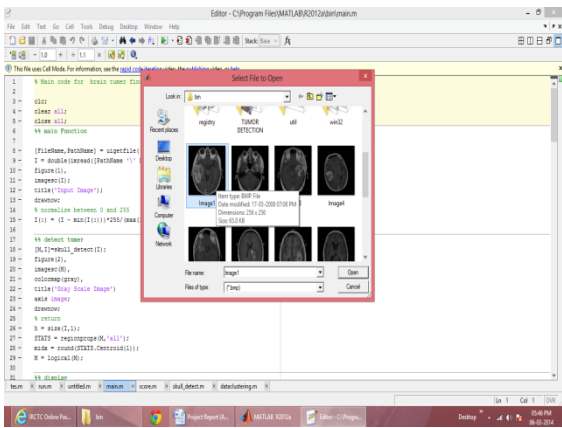 Editor - C:\Program Files\MATLAB\R2012a\bin\main.m
File Edit Text Go Cell Tools Debug Desktop Window Help
Stack: Base
- 1.0 + ÷ 1.1 ×
This file uses Cell Mode. For information, see the rapid code iteration video, the publishing video, or help.
1 % Main code for brain tumer fin
2
3 - clc;
4 - clear all;
5 - close all;
6 %% main Function
7
8 - [FileName,PathName] = uigetfile(
9 - I = double(imread([PathName '\'
10 - figure(1),
11 - imagesc(I);
12 - title('Input Image');
13 - drawnow;
14 % normalize between 0 and 255
15 - I(:) = (I - min(I(:)))*255/(max(
16
17 %% detect tumer
18 - [M,I]=skull_detect(I);
19 - figure(2),
20 - imagesc(M),
21 - colormap(gray),
22 - title('Gray Scale Image')
23 - axis image;
24 - drawnow;
25 % return
26 - h = size(I,1);
27 - STATS = regionprops(M,'all');
28 - midx = round(STATS.Centroid(1));
29 - M = logical(M);
30
31 %% display
Select File to Open
Look in: bin
Recent places
Desktop
Libraries
Computer
Network
registry
TUMOR DETECTION
util
win32
Image1
Image4
Item type: BMP File
Date modified: 17-03-2008 07:00 PM
Dimensions: 256 x 256
Size: 65.0 KB
File name: Image1 Open
Files of type: (*.bmp) Cancel
tes.m × run.m × untitled.m × main.m × score.m × skull_detect.m × dataclustering.m ×
Ln 1 Col 1 OVR
IRCTC Online Pas... bin Project Report (A... MATLAB R2012a Editor - C:\Progra... Desktop 05:46 PM
06-03-2014